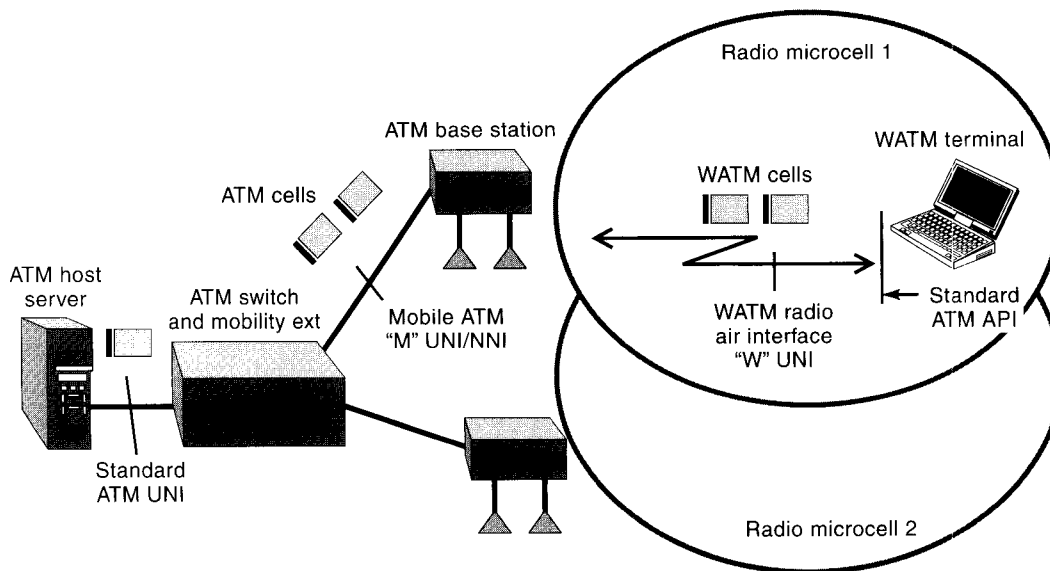 Radio microcell 1
ATM base station
WATM terminal
ATM cells
WATM cells
ATM host
server
ATM switch
and mobility ext
Mobile ATM
“M” UNI/NNI
WATM radio
air interface
“W” UNI
Standard
ATM API
Standard
ATM UNI
Radio microcell 2